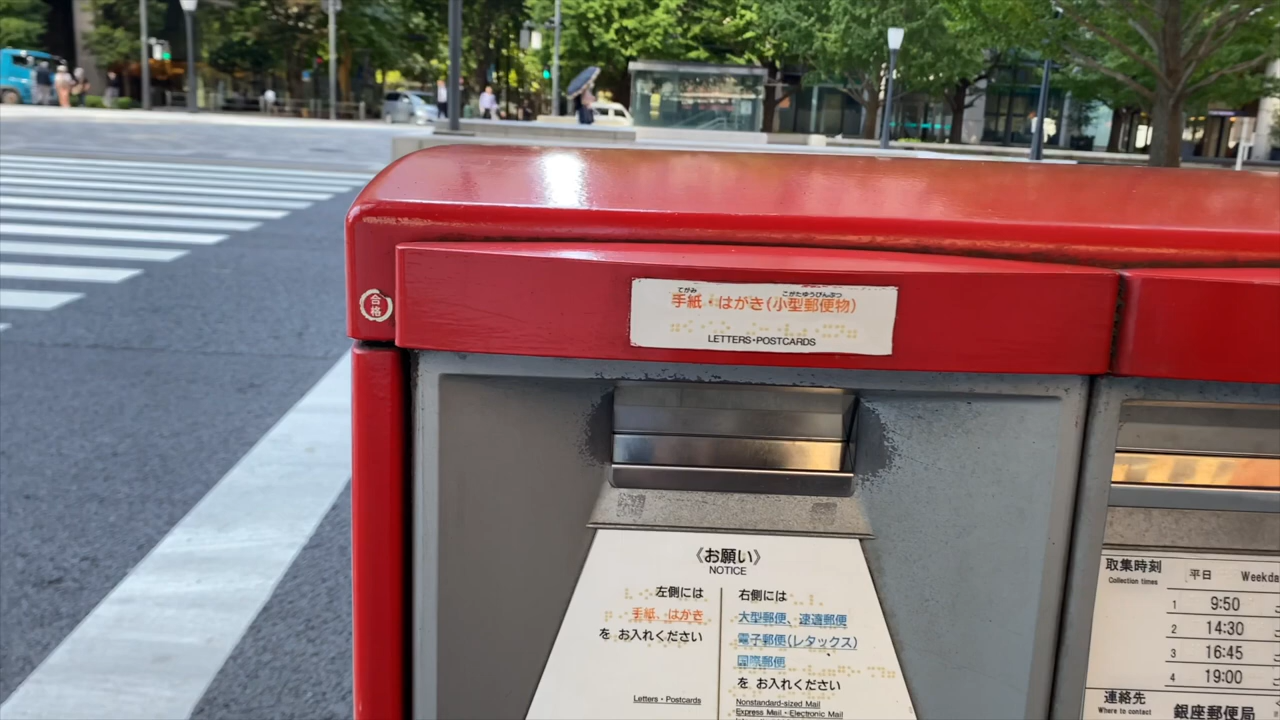 合格
てがみ こがたゆうびんぶつ
手紙・はがき(小型郵便物)
LETTERS・POSTCARDS
《お願い》
NOTICE
左側には
手紙、はがき
を お入れください
Letters・Postcards
右側には
大型郵便、速達郵便
電子郵便(レタックス)
国際郵便
を お入れください
Nonstandard-sized Mail
Express Mail・Electronic Mail
取集時刻
Collection times
平日 Weekda
1 9:50
2 14:30
3 16:45
4 19:00
連絡先
Where to contact
銀座郵便局